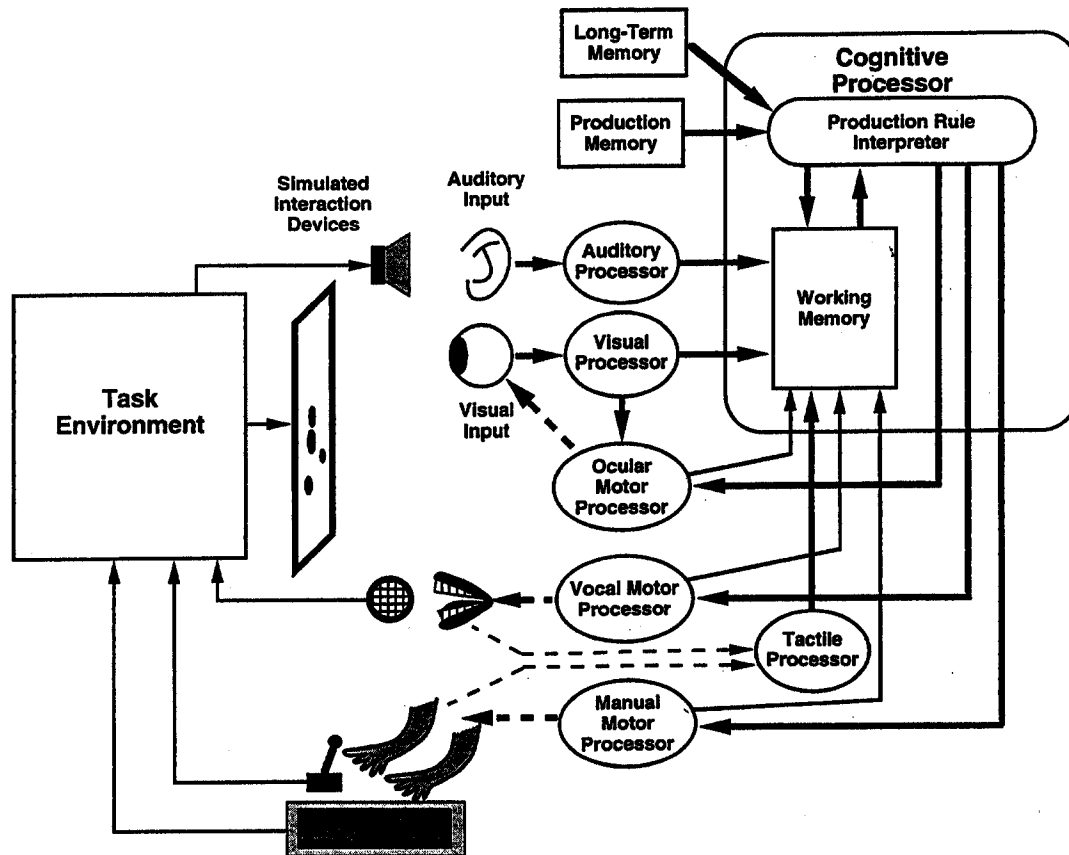 Long-Term
Memory
Cognitive
Processor
Production
Memory
Production Rule
Interpreter
Simulated
Interaction
Devices
Auditory
Input
Auditory
Processor
Working
Memory
Visual
Processor
Task
Environment
Visual
Input
Ocular
Motor
Processor
Vocal Motor
Processor
Tactile
Processor
Manual
Motor
Processor